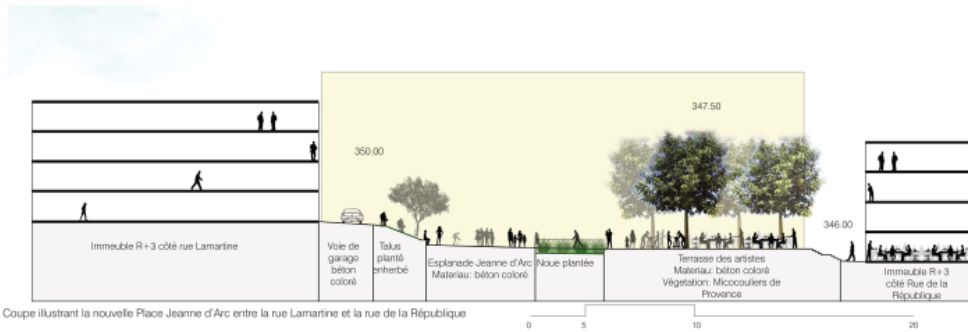 347.50
350.00
346.00
Immeuble R+3 côté rue Lamartine
Voie de
garage
béton
coloré
Talus
planté
enherbé
Esplanade Jeanne d'Arc
Materiau: béton coloré
Noue plantée
Terrasse des artistes
Materiau: béton coloré
Végetation: Micocouliers de
Provence
Immeuble R+3
côté Rue de la
République
Coupe illustrant la nouvelle Place Jeanne d'Arc entre la rue Lamartine et la rue de la République
0 5 10 20